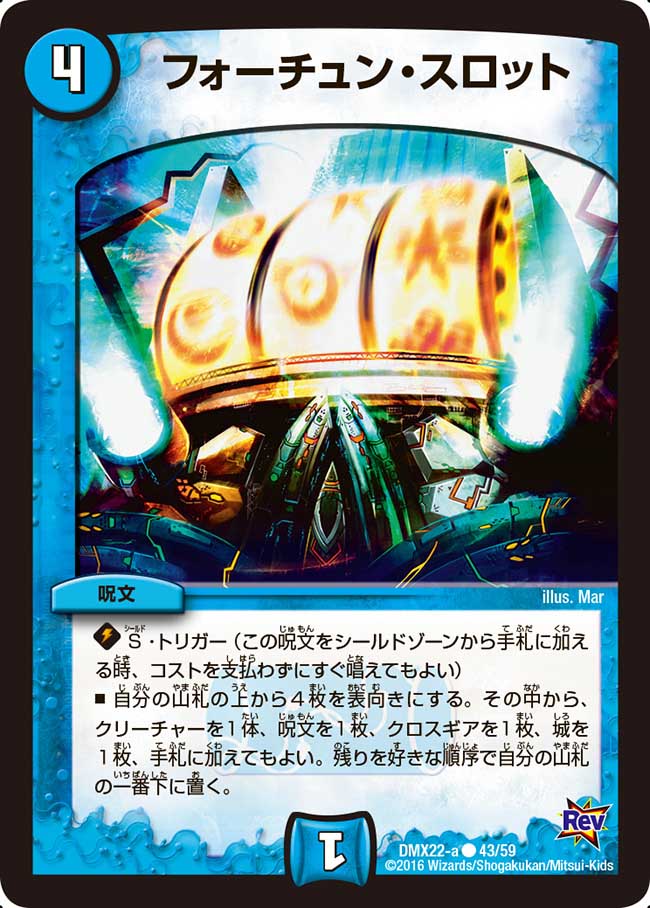 4
フォーチュン・スロット
呪文
illus. Mar
S・トリガー（この呪文をシールドゾーンから手札に加え
る時、コストを支払わずにすぐ唱えてもよい）
■ 自分の山札の上から４枚を表向きにする。その中から、
クリーチャーを１体、呪文を１枚、クロスギアを１枚、城を
１枚、手札に加えてもよい。残りを好きな順序で自分の山札
の一番下に置く。
1
Rev
DMX22-a ● 43/59
©2016 Wizards/Shogakukan/Mitsui-Kids